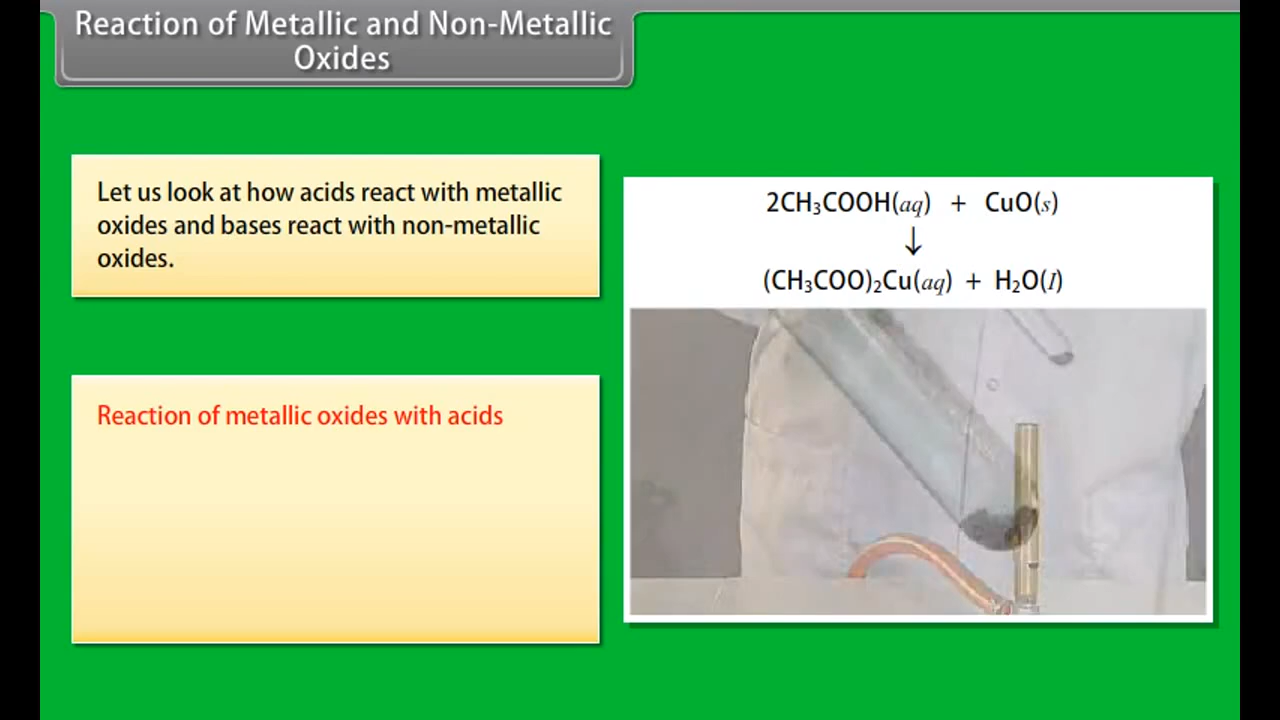 Reaction of Metallic and Non-Metallic
Oxides
Let us look at how acids react with metallic
oxides and bases react with non-metallic
oxides.
2CH₃COOH(aq) + CuO(s)
↓
(CH₃COO)₂Cu(aq) + H₂O(l)
Reaction of metallic oxides with acids